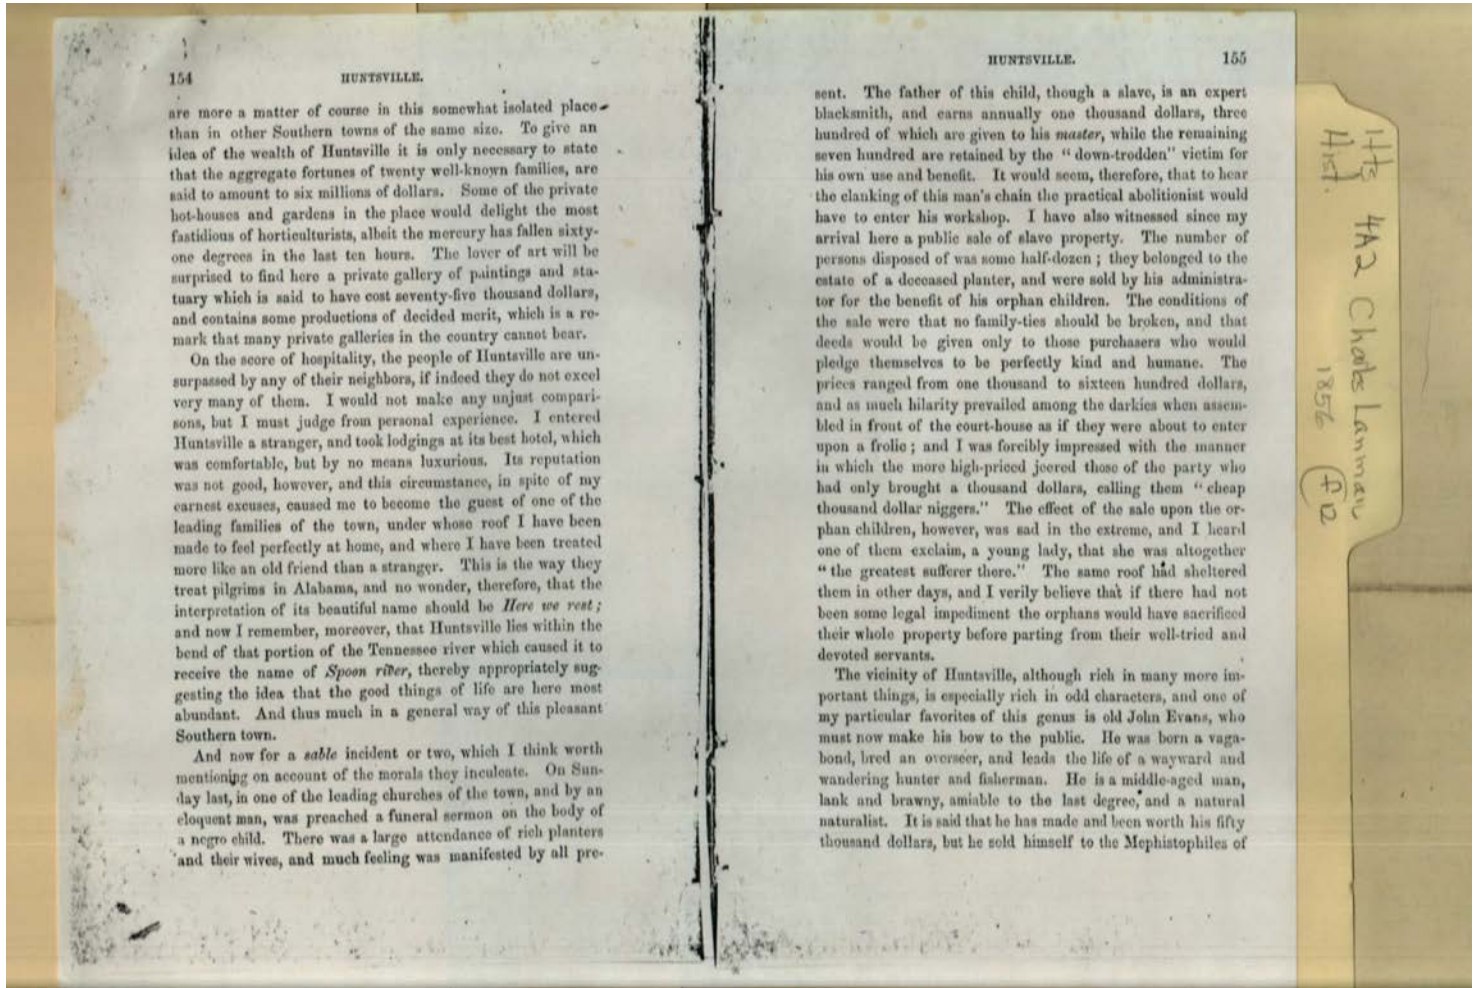 154 HUNTSVILLE.
are more a matter of course in this somewhat isolated place
than in other Southern towns of the same size. To give an
idea of the wealth of Huntsville it is only necessary to state
that the aggregate fortunes of twenty well-known families, are
said to amount to six millions of dollars. Some of the private
hot-houses and gardens in the place would delight the most
fastidious of horticulturists, albeit the mercury has fallen sixty-
one degrees in the last ten hours. The lover of art will be
surprised to find here a private gallery of paintings and sta-
tuary which is said to have cost seventy-five thousand dollars,
and contains some productions of decided merit, which is a re-
mark that many private galleries in the country cannot bear.
On the score of hospitality, the people of Huntsville are un-
surpassed by any of their neighbors, if indeed they do not excel
very many of them. I would not make any unjust compari-
sons, but I must judge from personal experience. I entered
Huntsville a stranger, and took lodgings at its best hotel, which
was comfortable, but by no means luxurious. Its reputation
was not good, however, and this circumstance, in spite of my
earnest excuses, caused me to become the guest of one of the
leading families of the town, under whose roof I have been
made to feel perfectly at home, and where I have been treated
more like an old friend than a stranger. This is the way they
treat pilgrims in Alabama, and no wonder, therefore, that the
interpretation of its beautiful name should be Here we rest;
and now I remember, moreover, that Huntsville lies within the
bend of that portion of the Tennessee river which caused it to
receive the name of Spoon river, thereby appropriately sug-
gesting the idea that the good things of life are here most
abundant. And thus much in a general way of this pleasant
Southern town.
And now for a sable incident or two, which I think worth
mentioning on account of the morals they inculcate. On Sun-
day last, in one of the leading churches of the town, and by an
eloquent man, was preached a funeral sermon on the body of
a negro child. There was a large attendance of rich planters
and their wives, and much feeling was manifested by all pre-
HUNTSVILLE. 155
sent. The father of this child, though a slave, is an expert
blacksmith, and earns annually one thousand dollars, three
hundred of which are given to his master, while the remaining
seven hundred are retained by the "down-trodden" victim for
his own use and benefit. It would seem, therefore, that to hear
the clanking of this man's chain the practical abolitionist would
have to enter his workshop. I have also witnessed since my
arrival here a public sale of slave property. The number of
persons disposed of was some half-dozen; they belonged to the
estate of a deceased planter, and were sold by his administra-
tor for the benefit of his orphan children. The conditions of
the sale were that no family-ties should be broken, and that
deeds would be given only to those purchasers who would
pledge themselves to be perfectly kind and humane. The
prices ranged from one thousand to sixteen hundred dollars,
and as much hilarity prevailed among the darkies when assem-
bled in front of the court-house as if they were about to enter
upon a frolic; and I was forcibly impressed with the manner
in which the more high-priced jeered those of the party who
had only brought a thousand dollars, calling them "cheap
thousand dollar niggers." The effect of the sale upon the or-
phan children, however, was sad in the extreme, and I heard
one of them exclaim, a young lady, that she was altogether
"the greatest sufferer there." The same roof had sheltered
them in other days, and I verily believe that if there had not
been some legal impediment the orphans would have sacrificed
their whole property before parting from their well-tried and
devoted servants.
The vicinity of Huntsville, although rich in many more im-
portant things, is especially rich in odd characters, and one of
my particular favorites of this genus is old John Evans, who
must now make his bow to the public. He was born a vaga-
bond, bred an overseer, and leads the life of a wayward and
wandering hunter and fisherman. He is a middle-aged man,
lank and brawny, amiable to the last degree, and a natural
naturalist. It is said that he has made and been worth his fifty
thousand dollars, but he sold himself to the Mephistophiles of
4A2 Charles Lanman
Hist. 1856